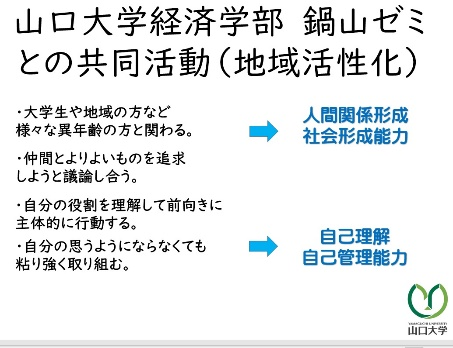 山口大学経済学部 鍋山ゼミ
との共同活動（地域活性化）
・大学生や地域の方など
様々な異年齢の方と関わる。
人間関係形成
社会形成能力
・仲間とよりよいものを追求
しようと議論し合う。
・自分の役割を理解して前向きに
主体的に行動する。
・自分の思うようにならなくても
粘り強く取り組む。
自己理解
自己管理能力
YAMAGUCHI UNIVERSITY
山口大学